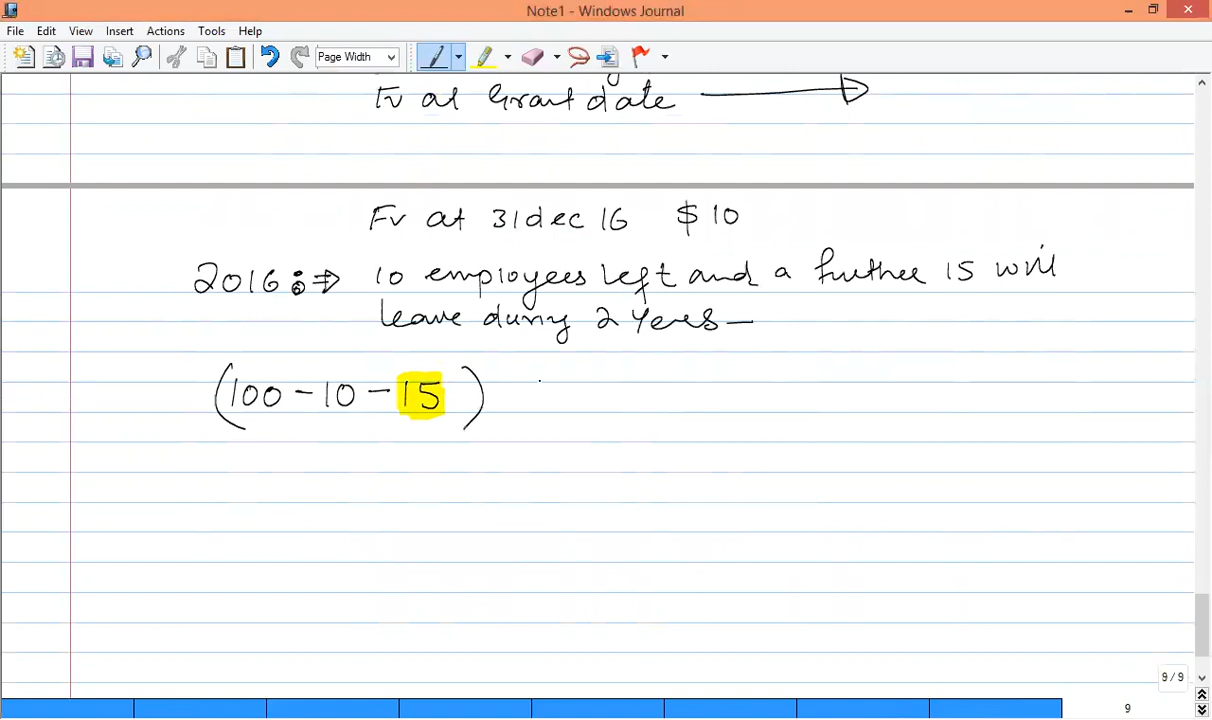 Note1 - Windows Journal
File Edit View Insert Actions Tools Help
Page Width
Fv at Grant date
Fv at 31 dec 16 $10
2016 :⇒ 10 employees left and a further 15 will
leave during 2 years —
(100 - 10 - 15 )
9 / 9
9